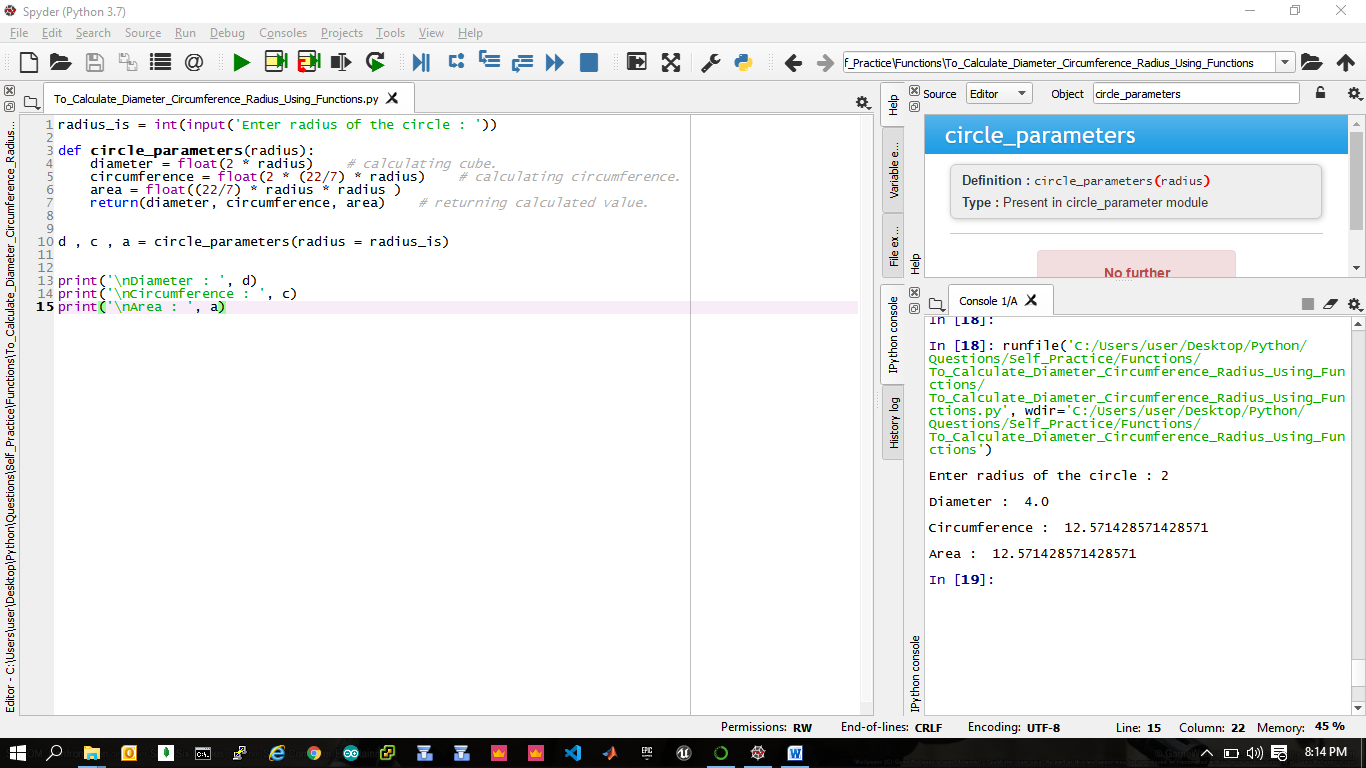 Spyder (Python 3.7)
File Edit Search Source Run Debug Consoles Projects Tools View Help
f_Practice\Functions\To_Calculate_Diameter_Circumference_Radius_Using_Functions
To_Calculate_Diameter_Circumference_Radius_Using_Functions.py
Editor - C:\Users\user\Desktop\Python\Questions\Self_Practice\Functions\To_Calculate_Diameter_Circumference_Radius...
1 radius_is = int(input('Enter radius of the circle : '))
2
3 def circle_parameters(radius):
4     diameter = float(2 * radius)    # calculating cube.
5     circumference = float(2 * (22/7) * radius)    # calculating circumference.
6     area = float((22/7) * radius * radius )
7     return(diameter, circumference, area)    # returning calculated value.
8
9
10 d , c , a = circle_parameters(radius = radius_is)
11
12
13 print('\nDiameter : ', d)
14 print('\nCircumference : ', c)
15 print('\nArea : ', a)
Help
Variable e...
File ex...
Help
Source Editor Object circle_parameters
circle_parameters
Definition : circle_parameters(radius)
Type : Present in circle_parameter module
No further
IPython console
History log
IPython console
Console 1/A
In [18]:
In [18]: runfile('C:/Users/user/Desktop/Python/
Questions/Self_Practice/Functions/
To_Calculate_Diameter_Circumference_Radius_Using_Fun
ctions/
To_Calculate_Diameter_Circumference_Radius_Using_Fun
ctions.py', wdir='C:/Users/user/Desktop/Python/
Questions/Self_Practice/Functions/
To_Calculate_Diameter_Circumference_Radius_Using_Fun
ctions')
Enter radius of the circle : 2
Diameter :  4.0
Circumference :  12.571428571428571
Area :  12.571428571428571
In [19]:
Permissions: RW End-of-lines: CRLF Encoding: UTF-8 Line: 15 Column: 22 Memory: 45 %
EPIC
8:14 PM